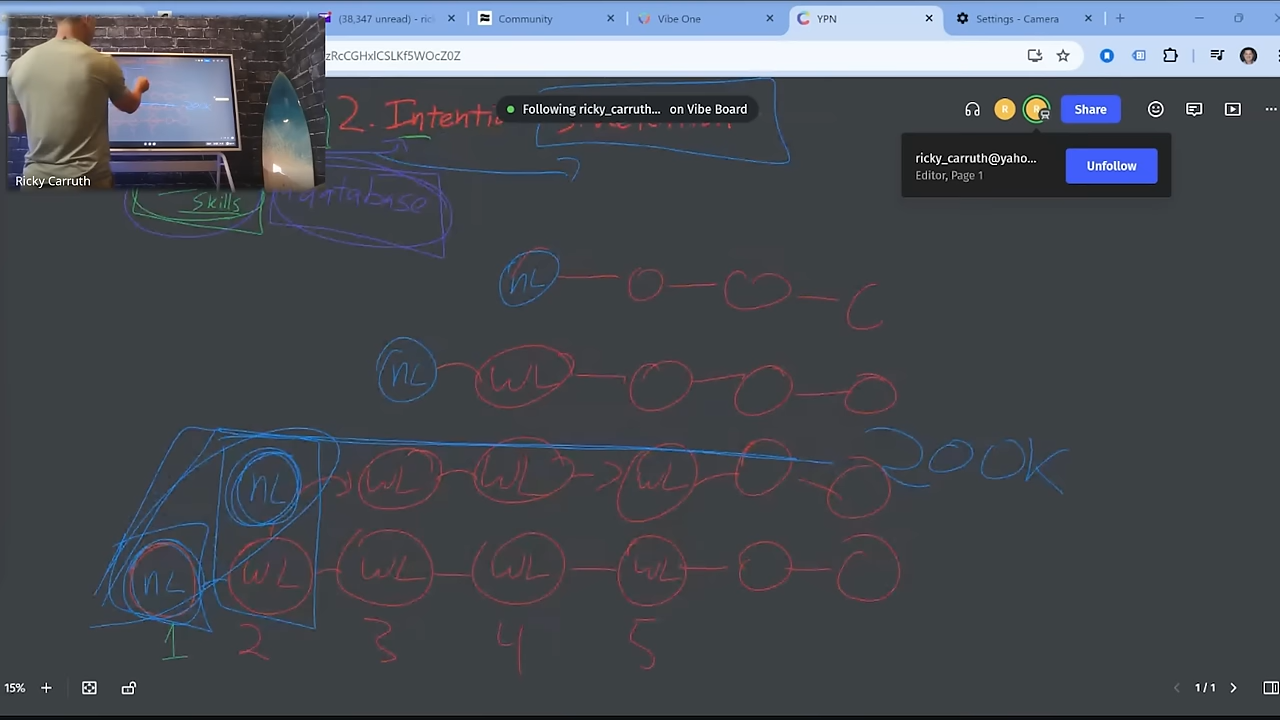 (38,347 unread) - ric
Community
Vibe One
YPN
Settings - Camera
zRcCGHxlCSLKf5WOcZ0Z
Ricky Carruth
2. Intenti
Following ricky_carruth... on Vibe Board
Share
ricky_carruth@yaho...
Editor, Page 1
Unfollow
Skills
database
NL
NL WL
NL WL WL WL
200K
NL WL WL WL WL
1 2 3 4 5
15%
1 / 1